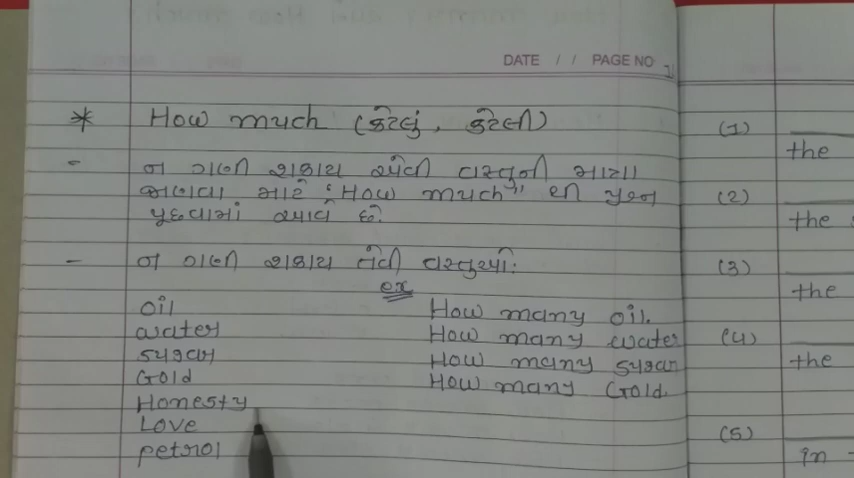 DATE / / PAGE NO
* How much (કેટલું, કેટલી)
- ન ગણી શકાય એવી વસ્તુની માત્રા
જાણવા માટે "How much" થી પ્રશ્ન
પુછવામાં આવે છે.
- ન ગણી શકાય તેવી વસ્તુઓ:
ex
oil How many oil.
water How many water
sugar How many sugar
Gold How many Gold.
Honesty
Love
petrol
(1)
the
(2)
the
(3)
the
(4)
the
(5)
in